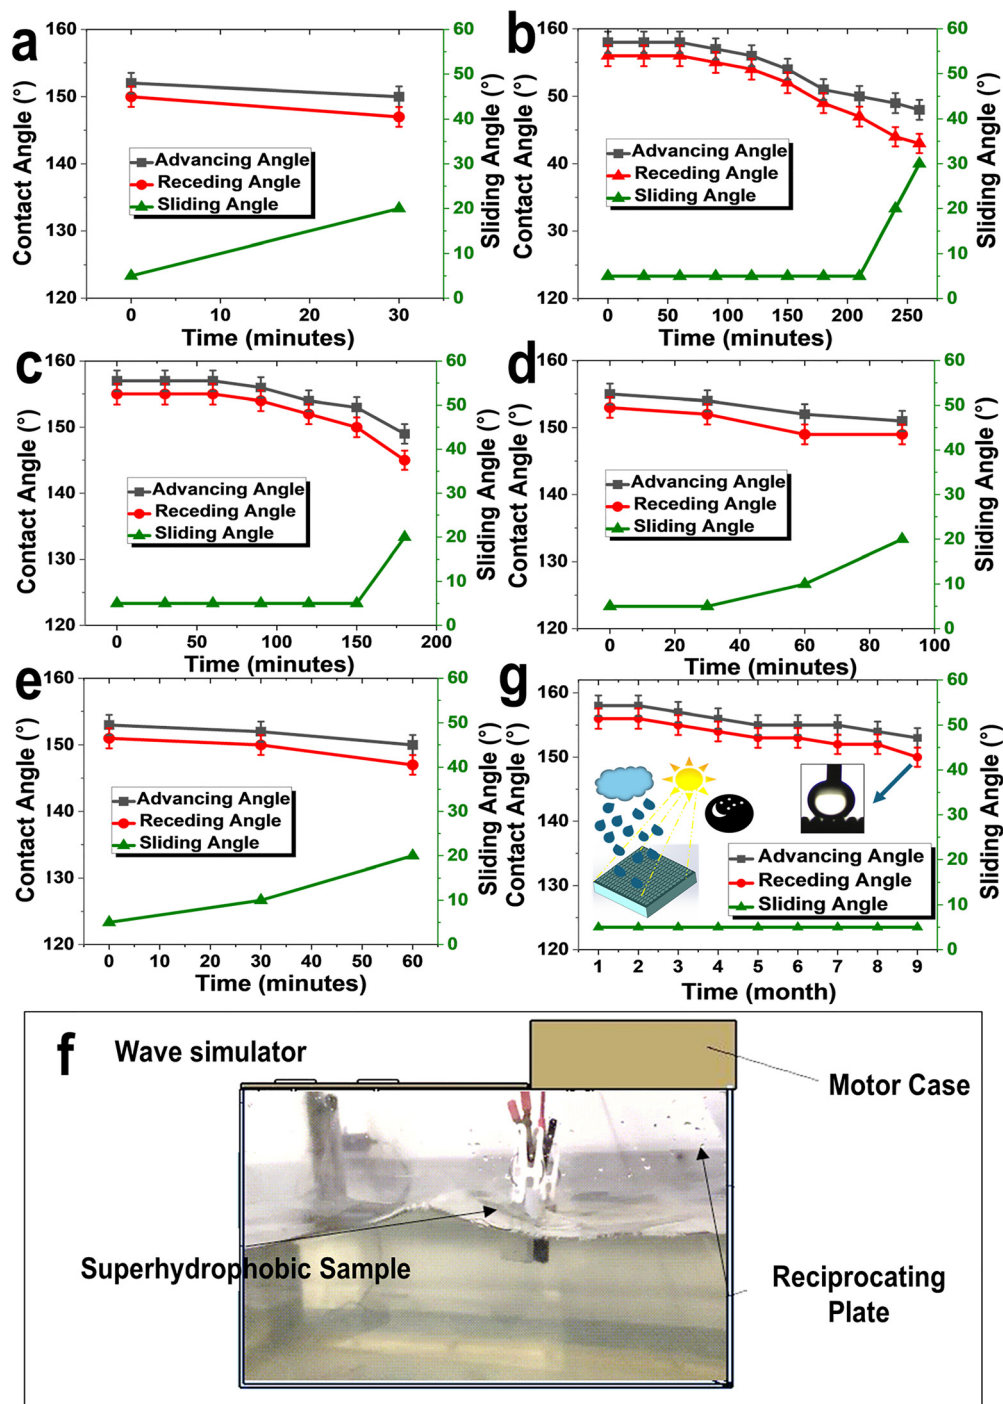 a
160
150
140
130
120
Contact Angle (°)
60
50
40
30
20
10
0
Sliding Angle (°)
Advancing Angle
Receding Angle
Sliding Angle
0 10 20 30
Time (minutes)
b
160
150
140
130
120
Contact Angle (°)
60
50
40
30
20
10
0
Sliding Angle (°)
Advancing Angle
Receding Angle
Sliding Angle
0 50 100 150 200 250
Time (minutes)
c
160
150
140
130
120
Contact Angle (°)
60
50
40
30
20
10
0
Sliding Angle (°)
Advancing Angle
Receding Angle
Sliding Angle
0 50 100 150 200
Time (minutes)
d
160
150
140
130
120
Contact Angle (°)
60
50
40
30
20
10
0
Sliding Angle (°)
Advancing Angle
Receding Angle
Sliding Angle
0 20 40 60 80 100
Time (minutes)
e
160
150
140
130
120
Contact Angle (°)
60
50
40
30
20
10
0
Sliding Angle (°)
Advancing Angle
Receding Angle
Sliding Angle
0 10 20 30 40 50 60
Time (minutes)
g
160
150
140
130
120
Contact Angle (°)
60
50
40
30
20
10
0
Sliding Angle (°)
Advancing Angle
Receding Angle
Sliding Angle
1 2 3 4 5 6 7 8 9
Time (month)
f
Wave simulator
Motor Case
Superhydrophobic Sample
Reciprocating
Plate